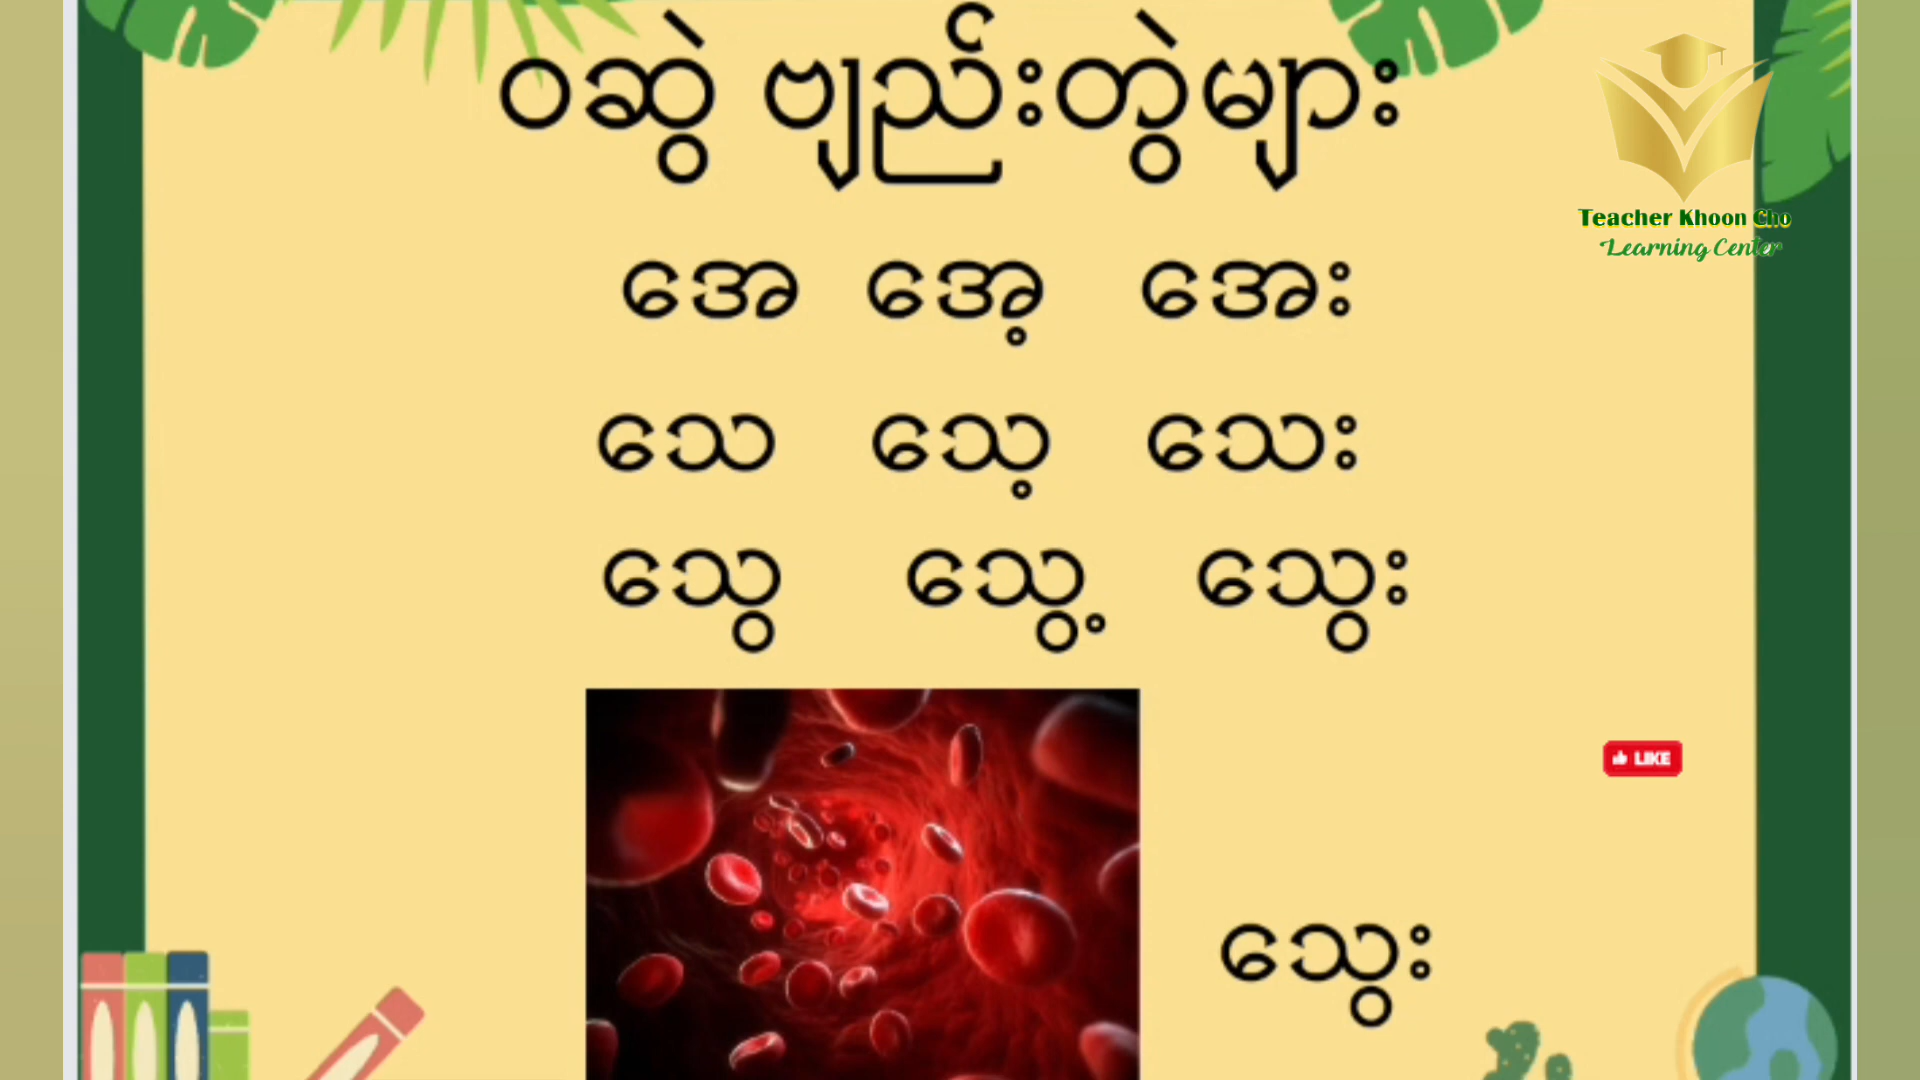 ဝဆွဲ ဗျည်းတွဲများ
Teacher Khoon Cho
Learning Center
အေ အေ့ အေး
သေ သေ့ သေး
သွေ သွေ့ သွေး
LIKE
သွေး